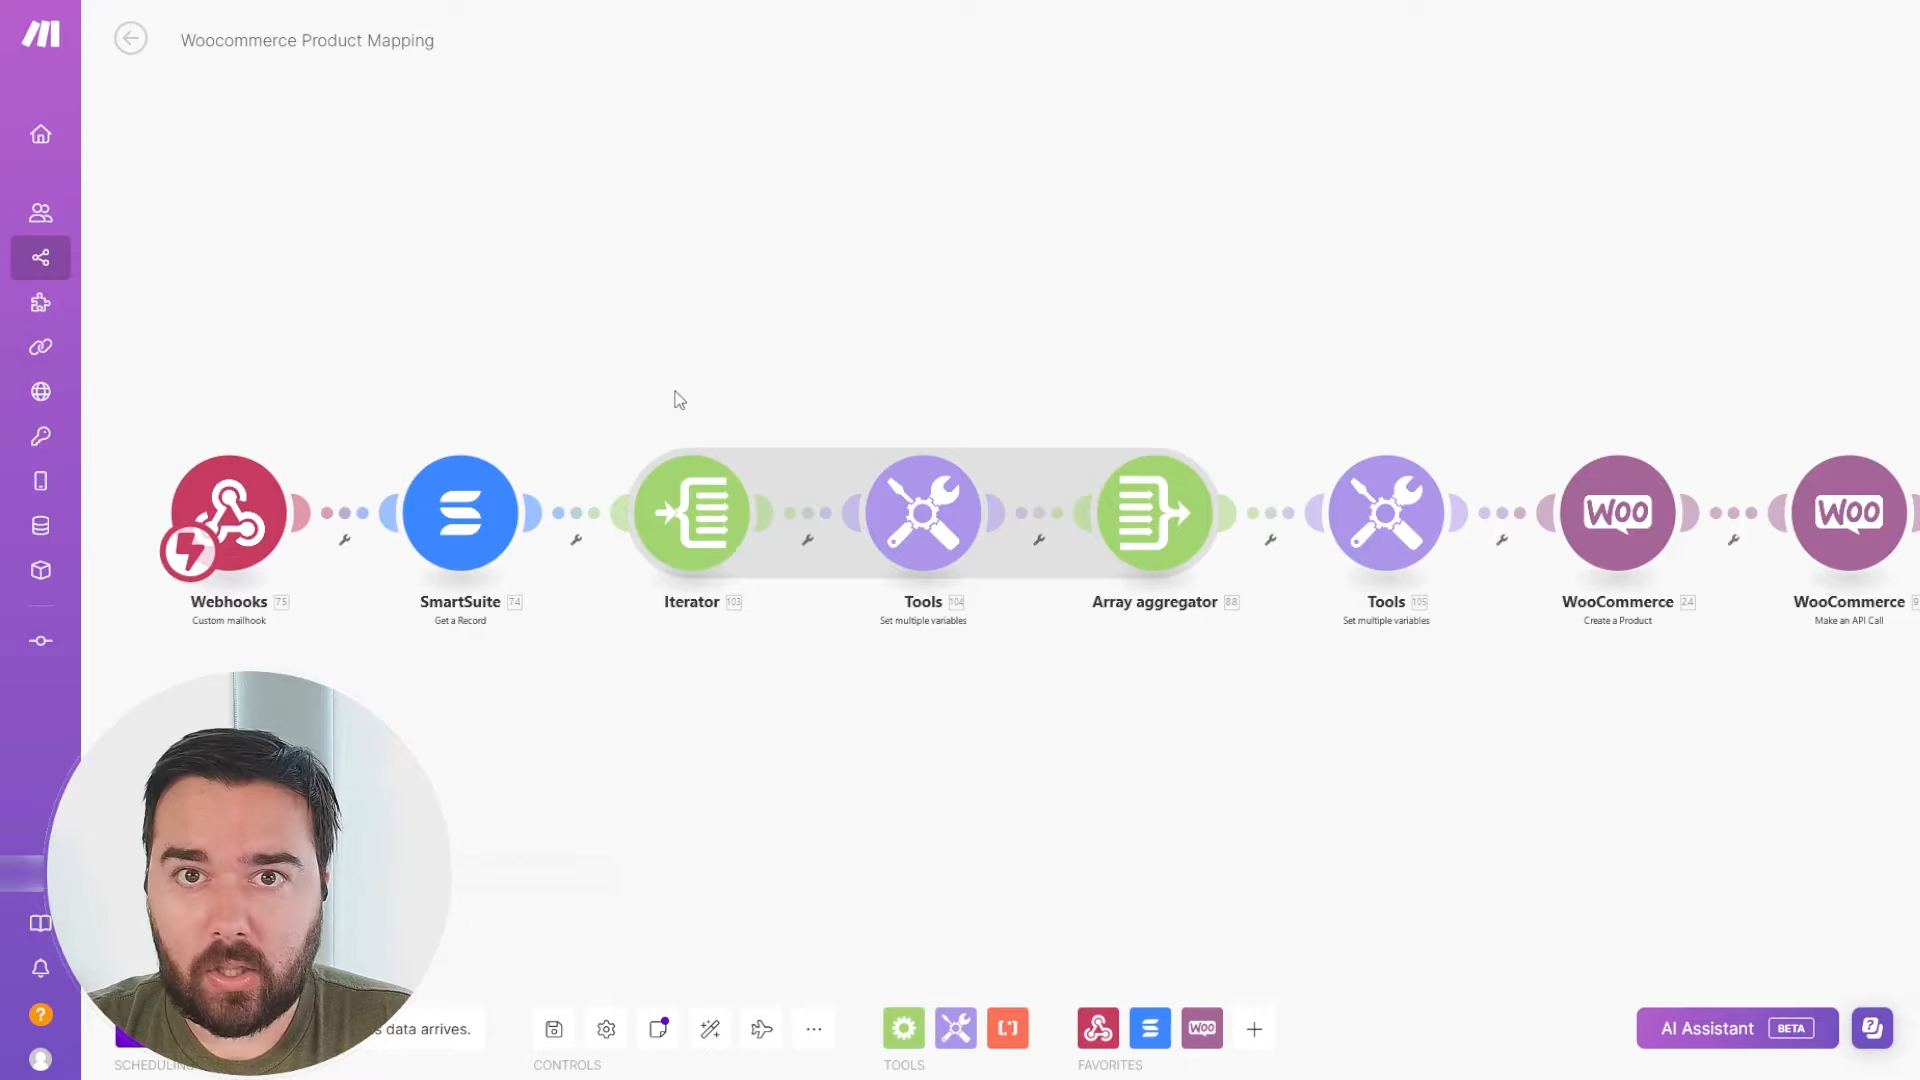 Woocommerce Product Mapping
WOO
WOO
Webhooks 75
Custom mailhook
SmartSuite 74
Get a Record
Iterator 103
Tools 104
Set multiple variables
Array aggregator 88
Tools 105
Set multiple variables
WooCommerce 24
Create a Product
WooCommerce 9
Make an API Call
s data arrives.
[.*]
WOO
AI Assistant BETA
SCHEDULING
CONTROLS
TOOLS
FAVORITES